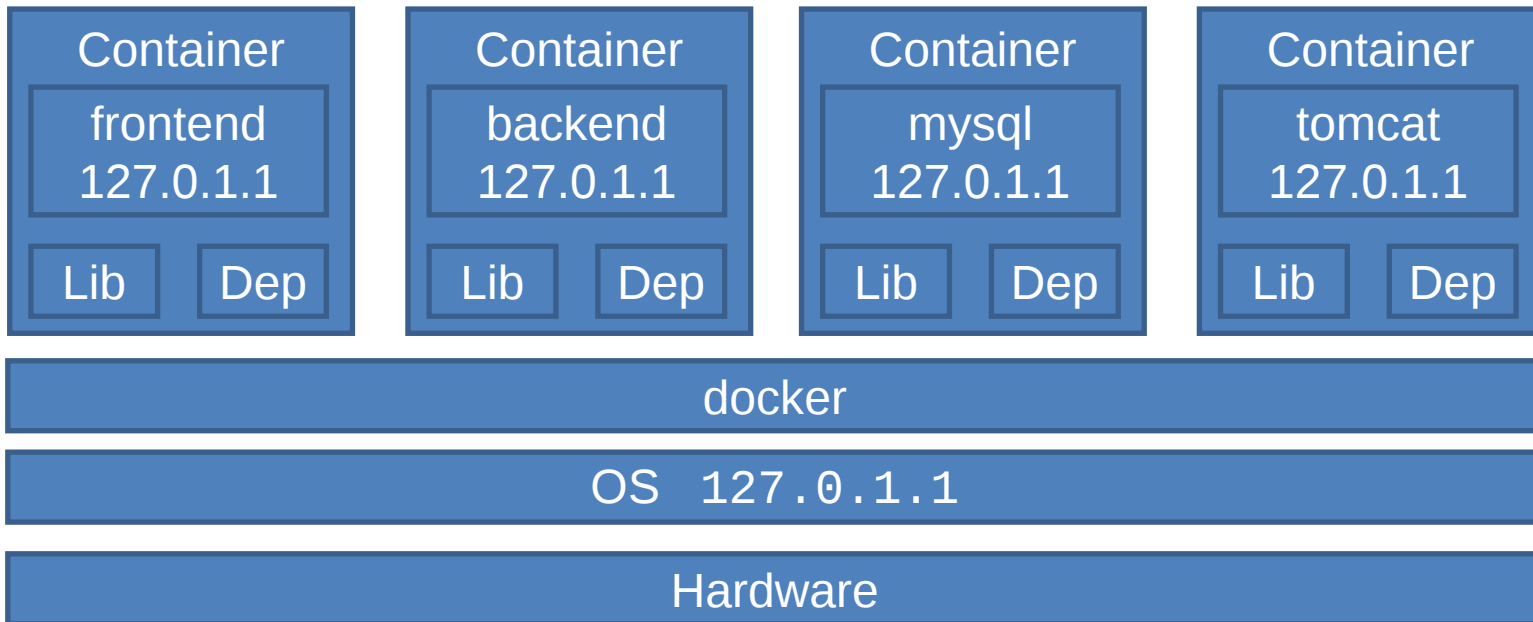 Container
frontend
127.0.1.1
Lib
Dep
Container
backend
127.0.1.1
Lib
Dep
Container
mysql
127.0.1.1
Lib
Dep
Container
tomcat
127.0.1.1
Lib
Dep
docker
OS 127.0.1.1
Hardware